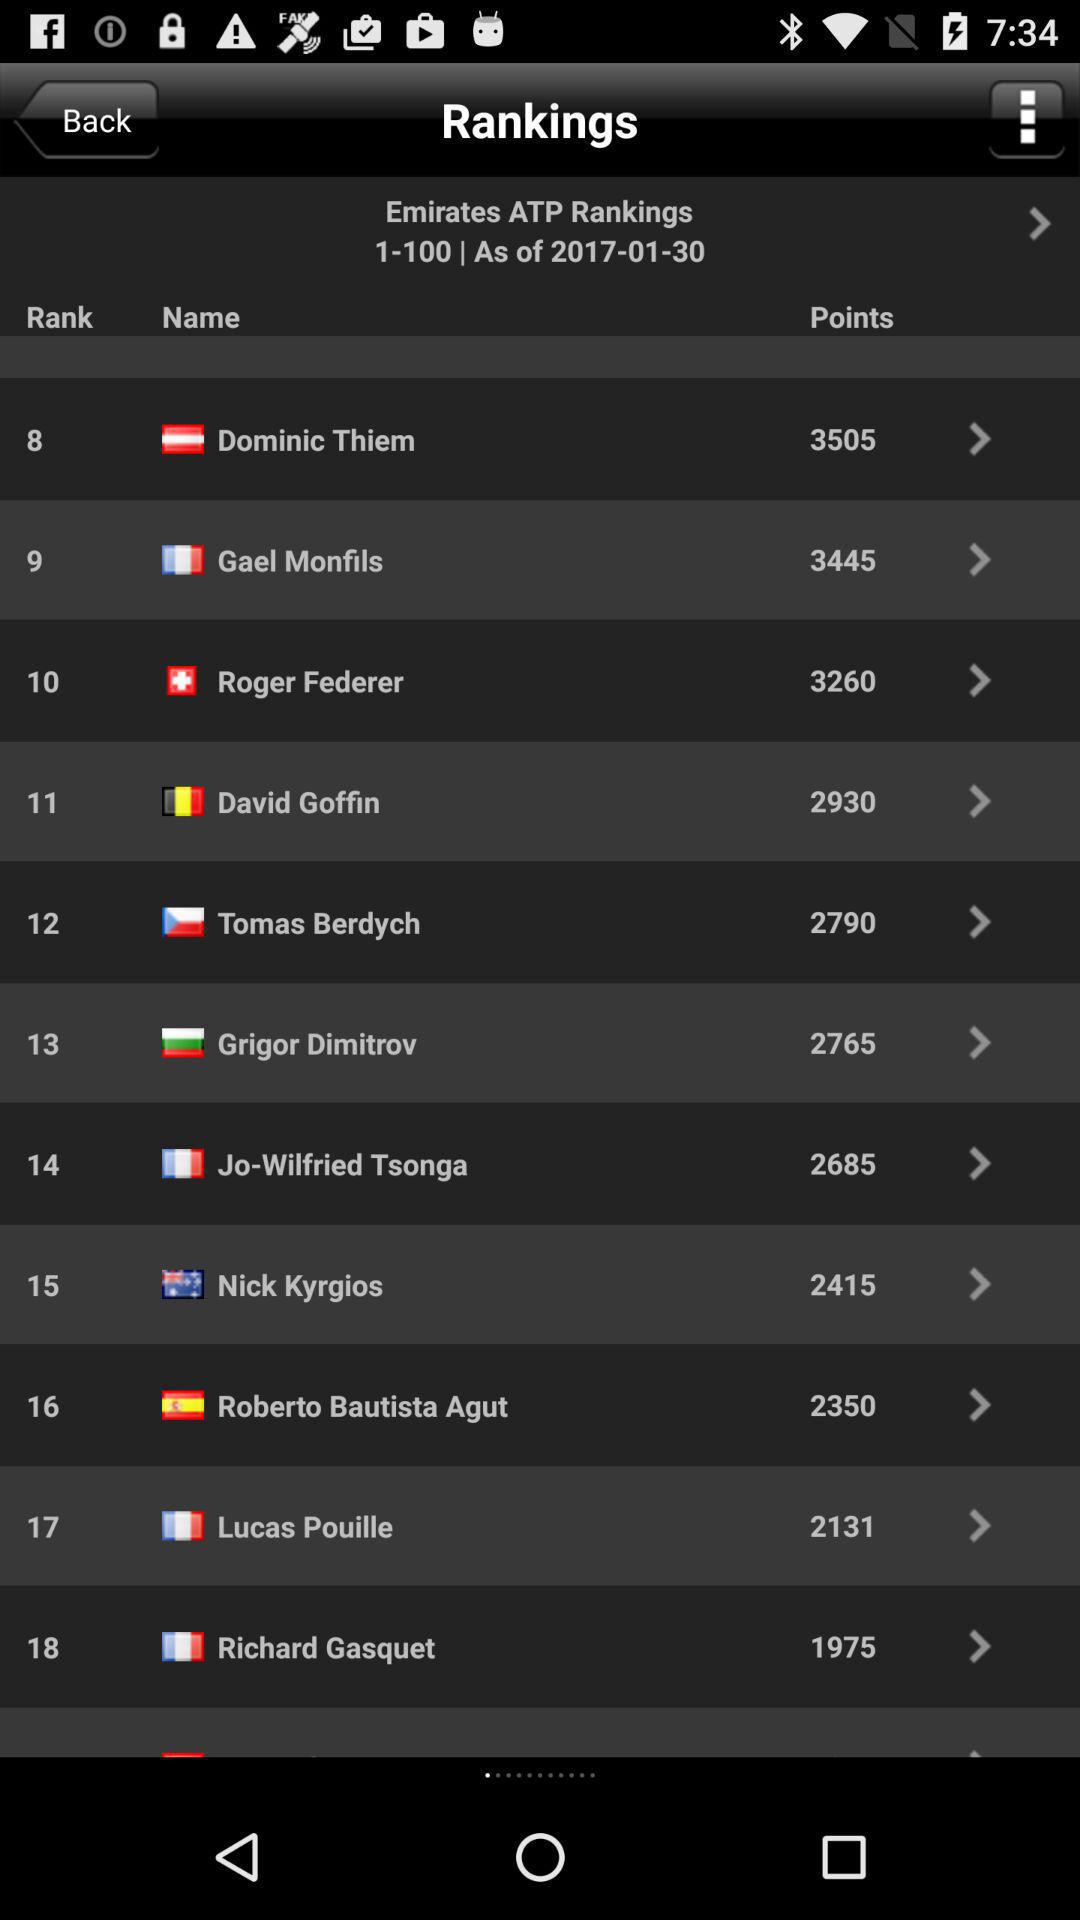 FAKE
7:34
Back
Rankings
Emirates ATP Rankings
1-100 | As of 2017-01-30
Rank Name Points
8 Dominic Thiem 3505
9 Gael Monfils 3445
10 Roger Federer 3260
11 David Goffin 2930
12 Tomas Berdych 2790
13 Grigor Dimitrov 2765
14 Jo-Wilfried Tsonga 2685
15 Nick Kyrgios 2415
16 Roberto Bautista Agut 2350
17 Lucas Pouille 2131
18 Richard Gasquet 1975